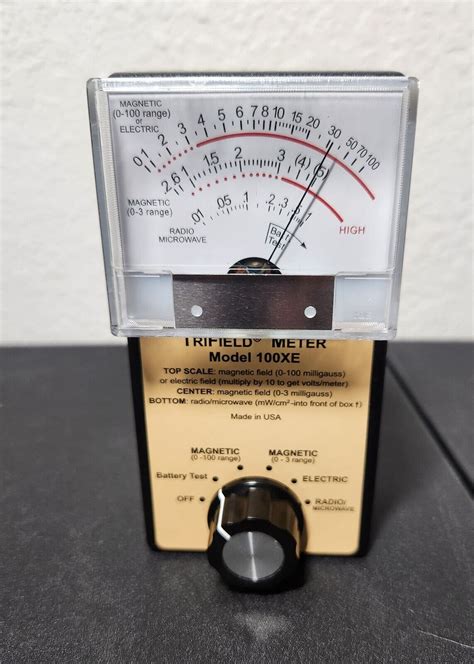 MAGNETIC
(0-100 range)
or
ELECTRIC
0 1 2 3 4 5 6 7 8 10 15 20 30 50 70 100
.2 .6 1 1.5 2 3 (4) (5)
MAGNETIC
(0-3 range)
HIGH
.01 .05 .1 .2 .5 1
RADIO
MICROWAVE
Batt
Test
TRIFIELD® METER
Model 100XE
TOP SCALE: magnetic field (0-100 milligauss)
or electric field (multiply by 10 to get volts/meter)
CENTER: magnetic field (0-3 milligauss)
BOTTOM: radio/microwave (mW/cm²-into front of box ↑)
Made in USA
MAGNETIC
(0 -100 range)
MAGNETIC
(0 - 3 range)
Battery Test
ELECTRIC
OFF
RADIO/
MICROWAVE